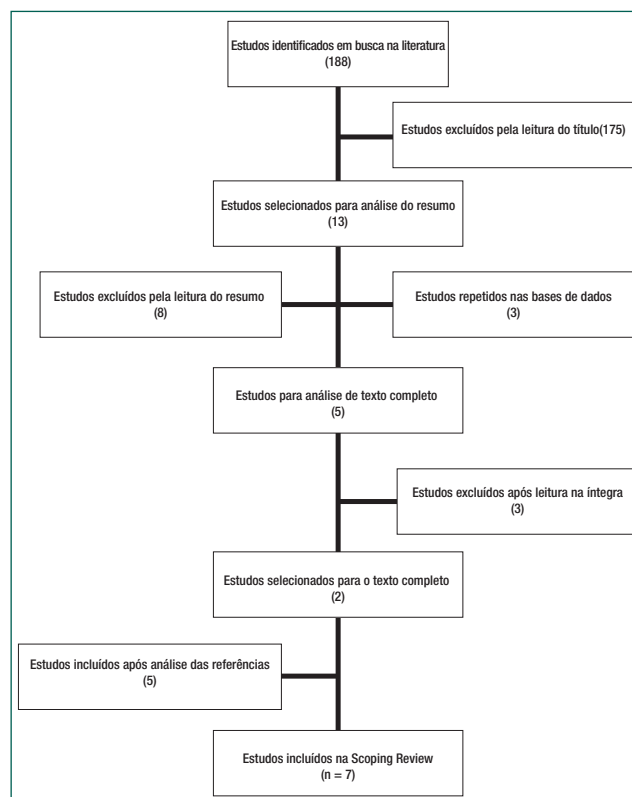 Estudos identificados em busca na literatura
(188)
Estudos excluídos pela leitura do título(175)
Estudos selecionados para análise do resumo
(13)
Estudos excluídos pela leitura do resumo
(8)
Estudos repetidos nas bases de dados
(3)
Estudos para análise de texto completo
(5)
Estudos excluídos após leitura na íntegra
(3)
Estudos selecionados para o texto completo
(2)
Estudos incluídos após análise das referências
(5)
Estudos incluídos na Scoping Review
(n = 7)